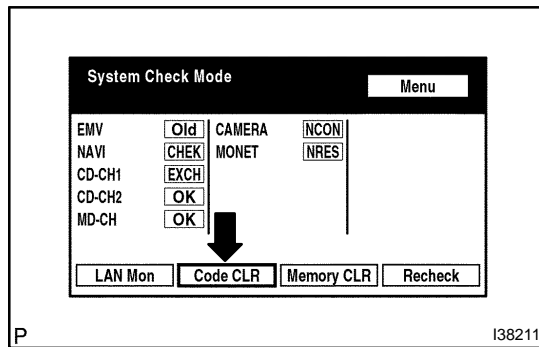 System Check Mode
Menu
EMV Old CAMERA NCON
NAVI CHEK MONET NRES
CD-CH1 EXCH
CD-CH2 OK
MD-CH OK
LAN Mon Code CLR Memory CLR Recheck
P I38211